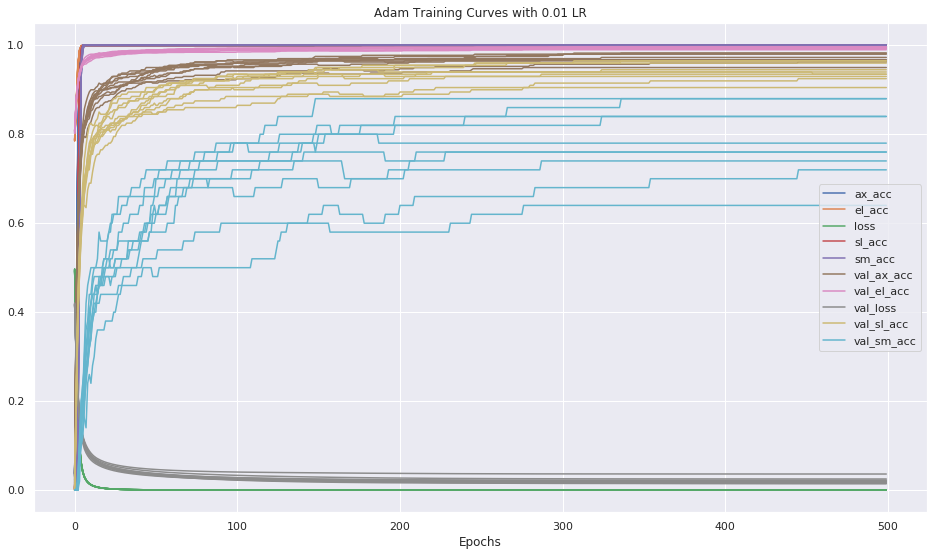 Adam Training Curves with 0.01 LR
1.0
0.8
0.6
0.4
0.2
0.0
ax_acc
el_acc
loss
sl_acc
sm_acc
val_ax_acc
val_el_acc
val_loss
val_sl_acc
val_sm_acc
0 100 200 300 400 500
Epochs